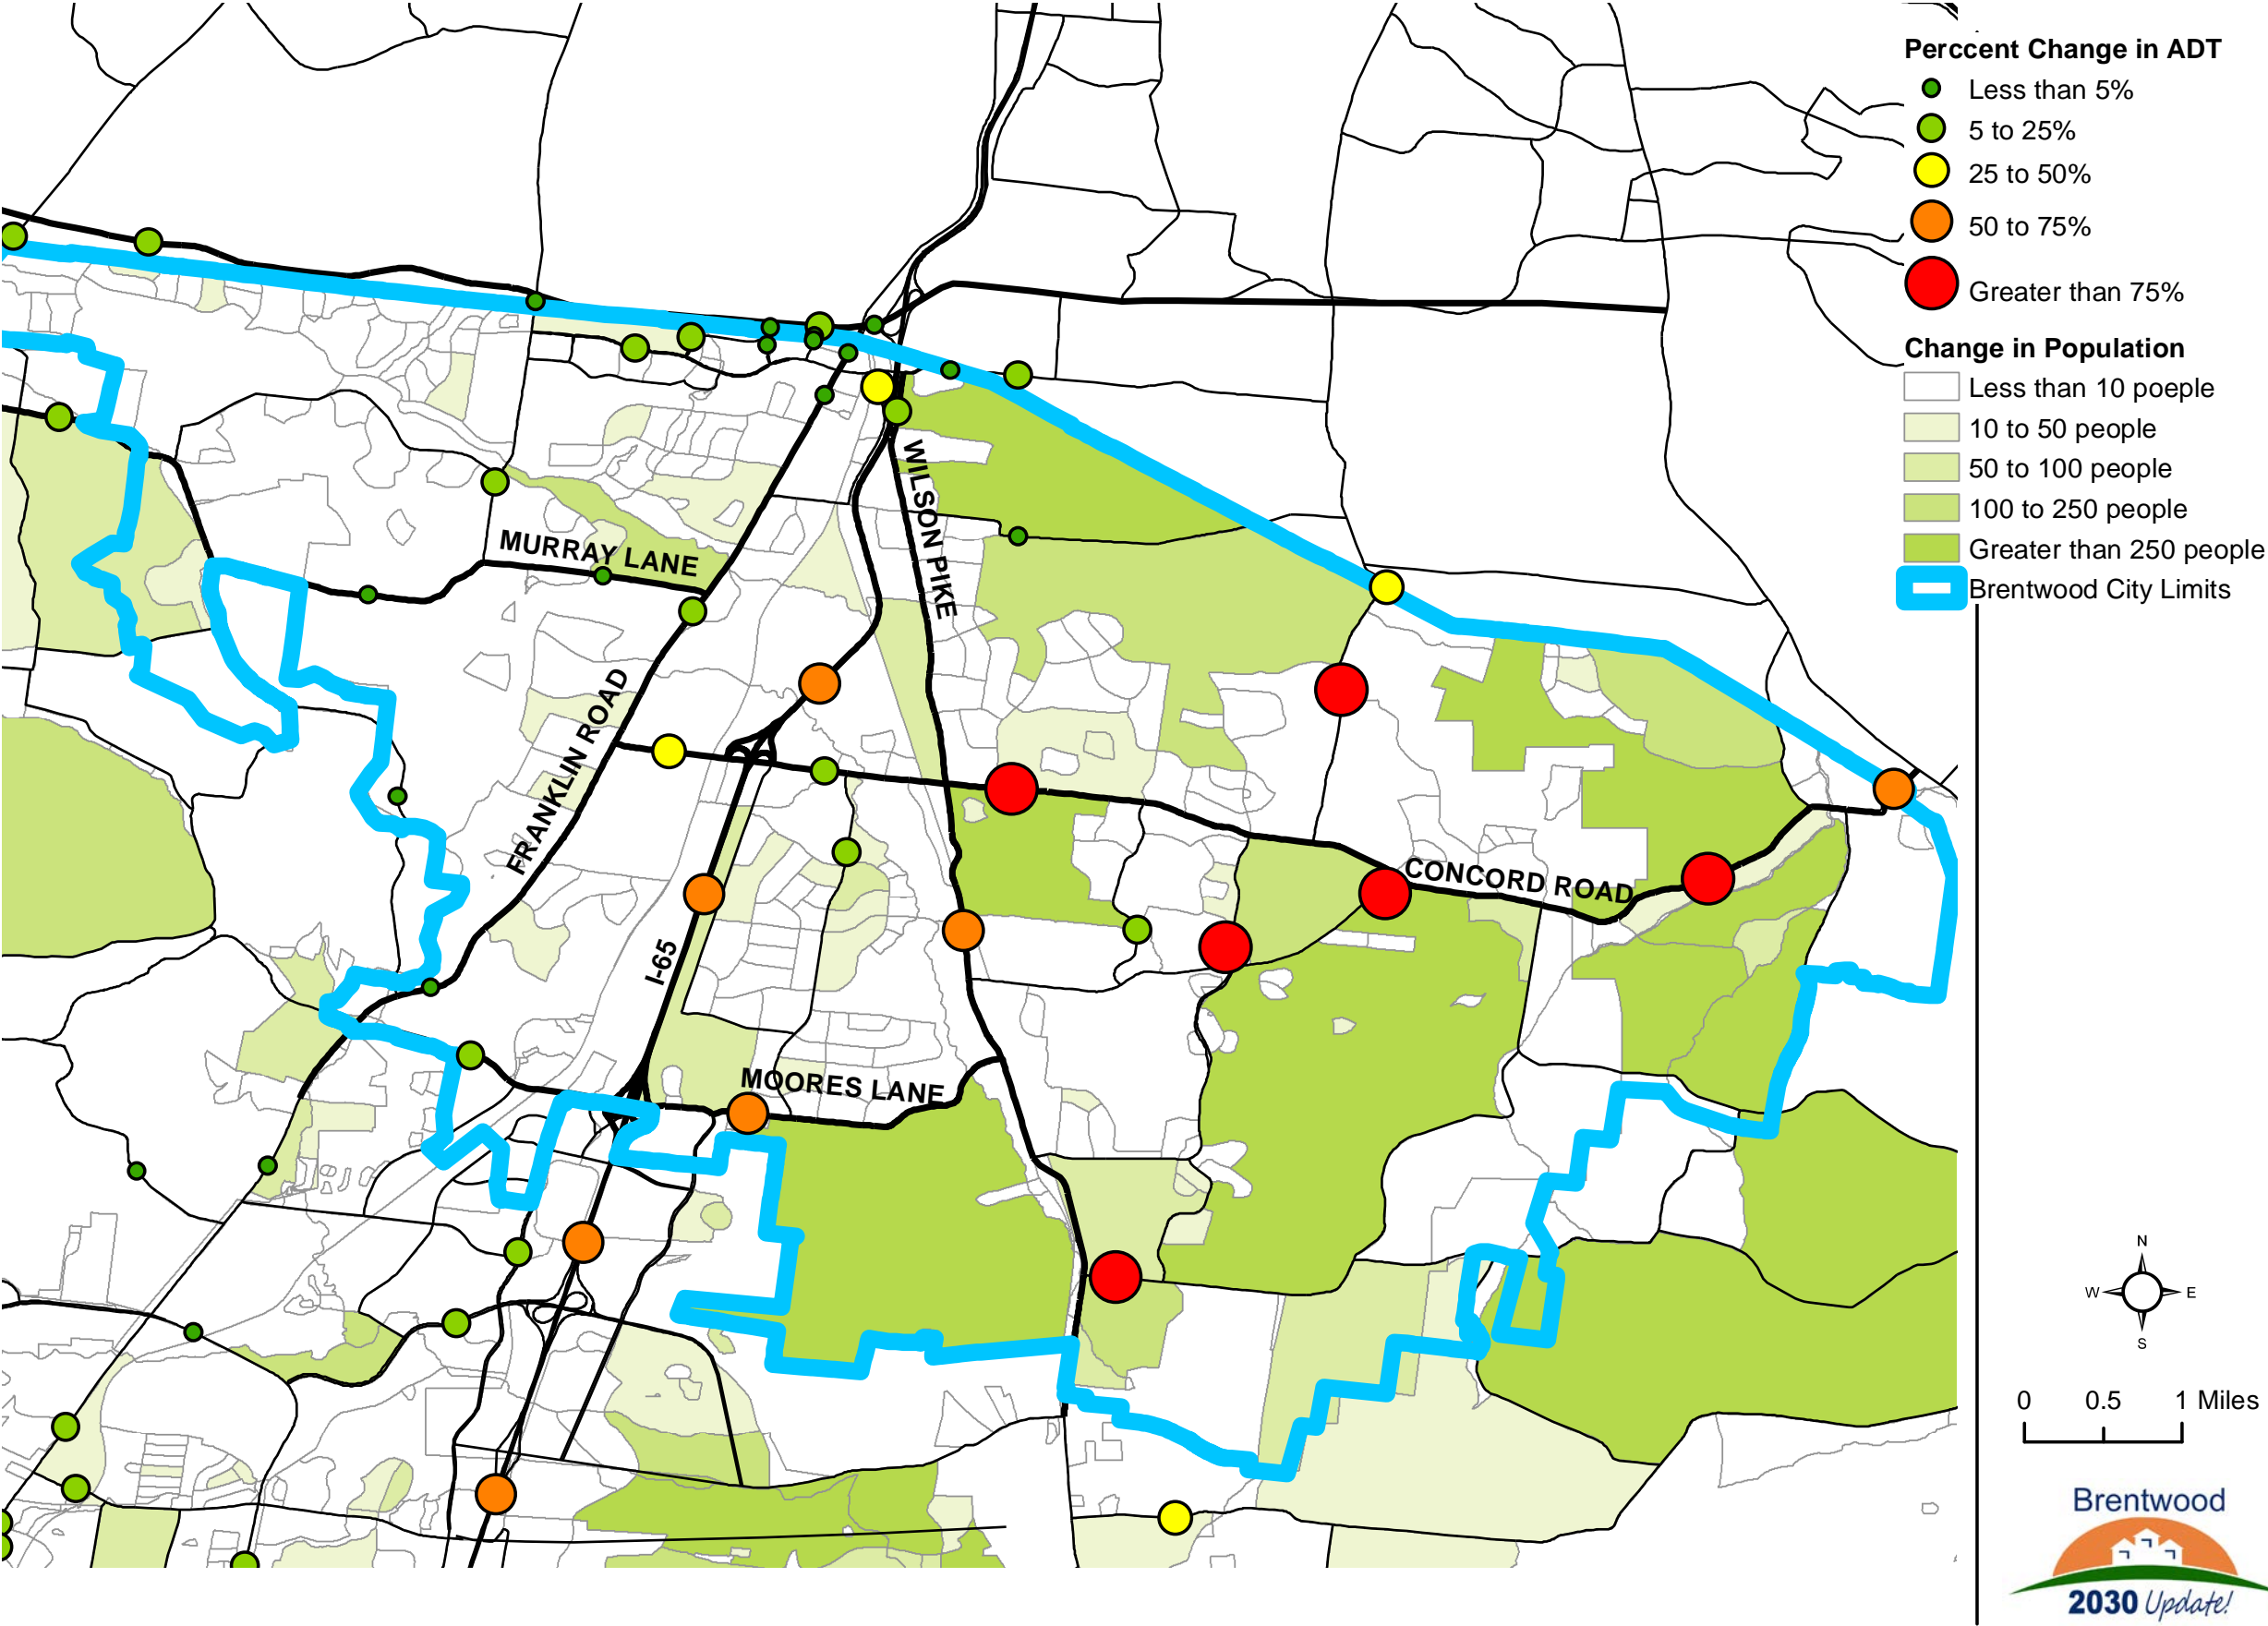 Perccent Change in ADT
Less than 5%
5 to 25%
25 to 50%
50 to 75%
Greater than 75%
Change in Population
Less than 10 poeple
10 to 50 people
50 to 100 people
100 to 250 people
Greater than 250 people
Brentwood City Limits
WILSON PIKE
MURRAY LANE
FRANKLIN ROAD
CONCORD ROAD
I-65
MOORES LANE
N
W E
S
0 0.5 1 Miles
Brentwood
2030 Update!